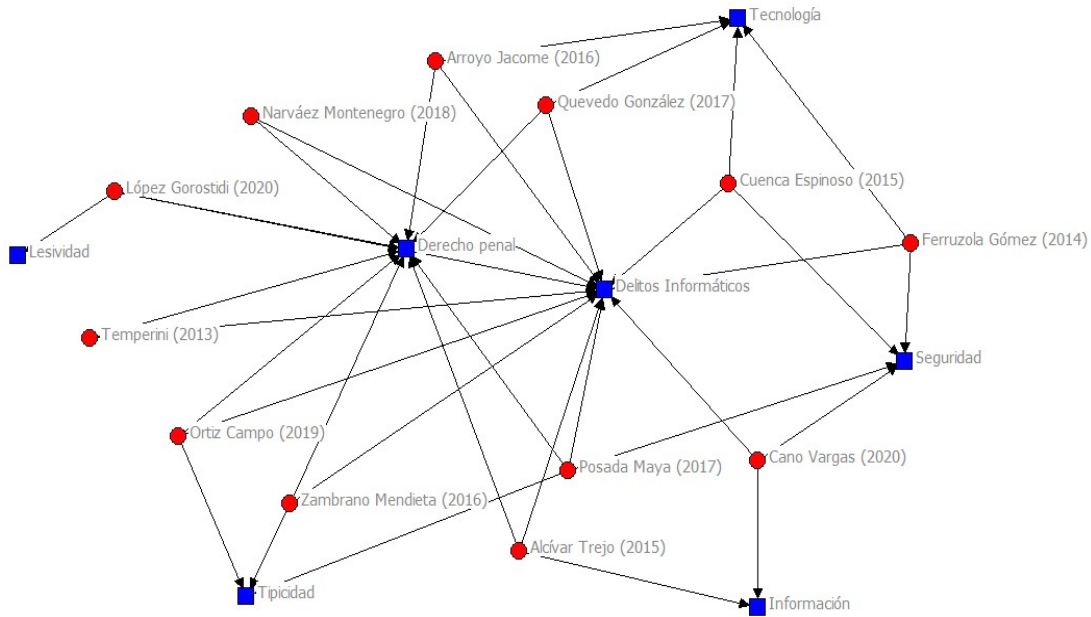 Tecnología
Arroyo Jacome (2016)
Quevedo González (2017)
Narváez Montenegro (2018)
Cuenca Espinoso (2015)
López Gorostidi (2020)
Ferruzola Gómez (2014)
Derecho penal
Lesividad
Delitos Informáticos
Temperini (2013)
Seguridad
Ortiz Campo (2019)
Cano Vargas (2020)
Posada Maya (2017)
Zambrano Mendieta (2016)
Alcívar Trejo (2015)
Tipicidad
Información